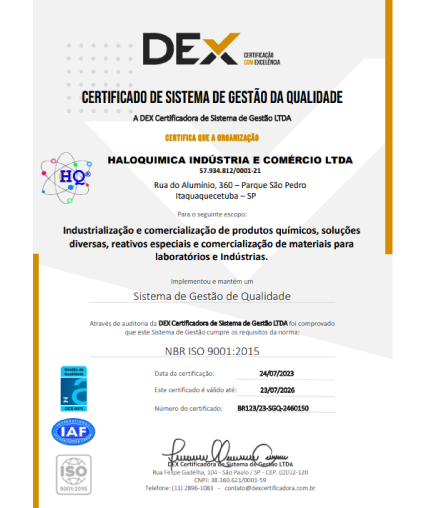 DEX CERTIFICAÇÃO
COM EXCELÊNCIA
CERTIFICADO DE SISTEMA DE GESTÃO DA QUALIDADE
A DEX Certificadora de Sistema de Gestão LTDA
CERTIFICA QUE A ORGANIZAÇÃO
HQ®
HALOQUIMICA INDÚSTRIA E COMÉRCIO LTDA
57.934.812/0001-21
Rua do Alumínio, 360 – Parque São Pedro
Itaquaquecetuba – SP
Para o seguinte escopo:
Industrialização e comercialização de produtos químicos, soluções
diversas, reativos especiais e comercialização de materiais para
laboratórios e Indústrias.
Implementou e mantém um
Sistema de Gestão de Qualidade
Através de auditoria da DEX Certificadora de Sistema de Gestão LTDA foi comprovado
que este Sistema de Gestão cumpre os requisitos da norma:
NBR ISO 9001:2015
Data da certificação: 24/07/2023
Este certificado é válido até: 23/07/2026
Número do certificado: BR123/23-SGQ-2460150
Gestão da
Qualidade
IAF
ISO
9001:2015
DEX Certificadora de Sistema de Gestão LTDA
Rua Felipe Gadelha, 104 - São Paulo / SP - CEP. 02012-120
CNPJ: 38.360.621/0001-59
Telefone: (11) 2896-1083 - contato@dexcertificadora.com.br